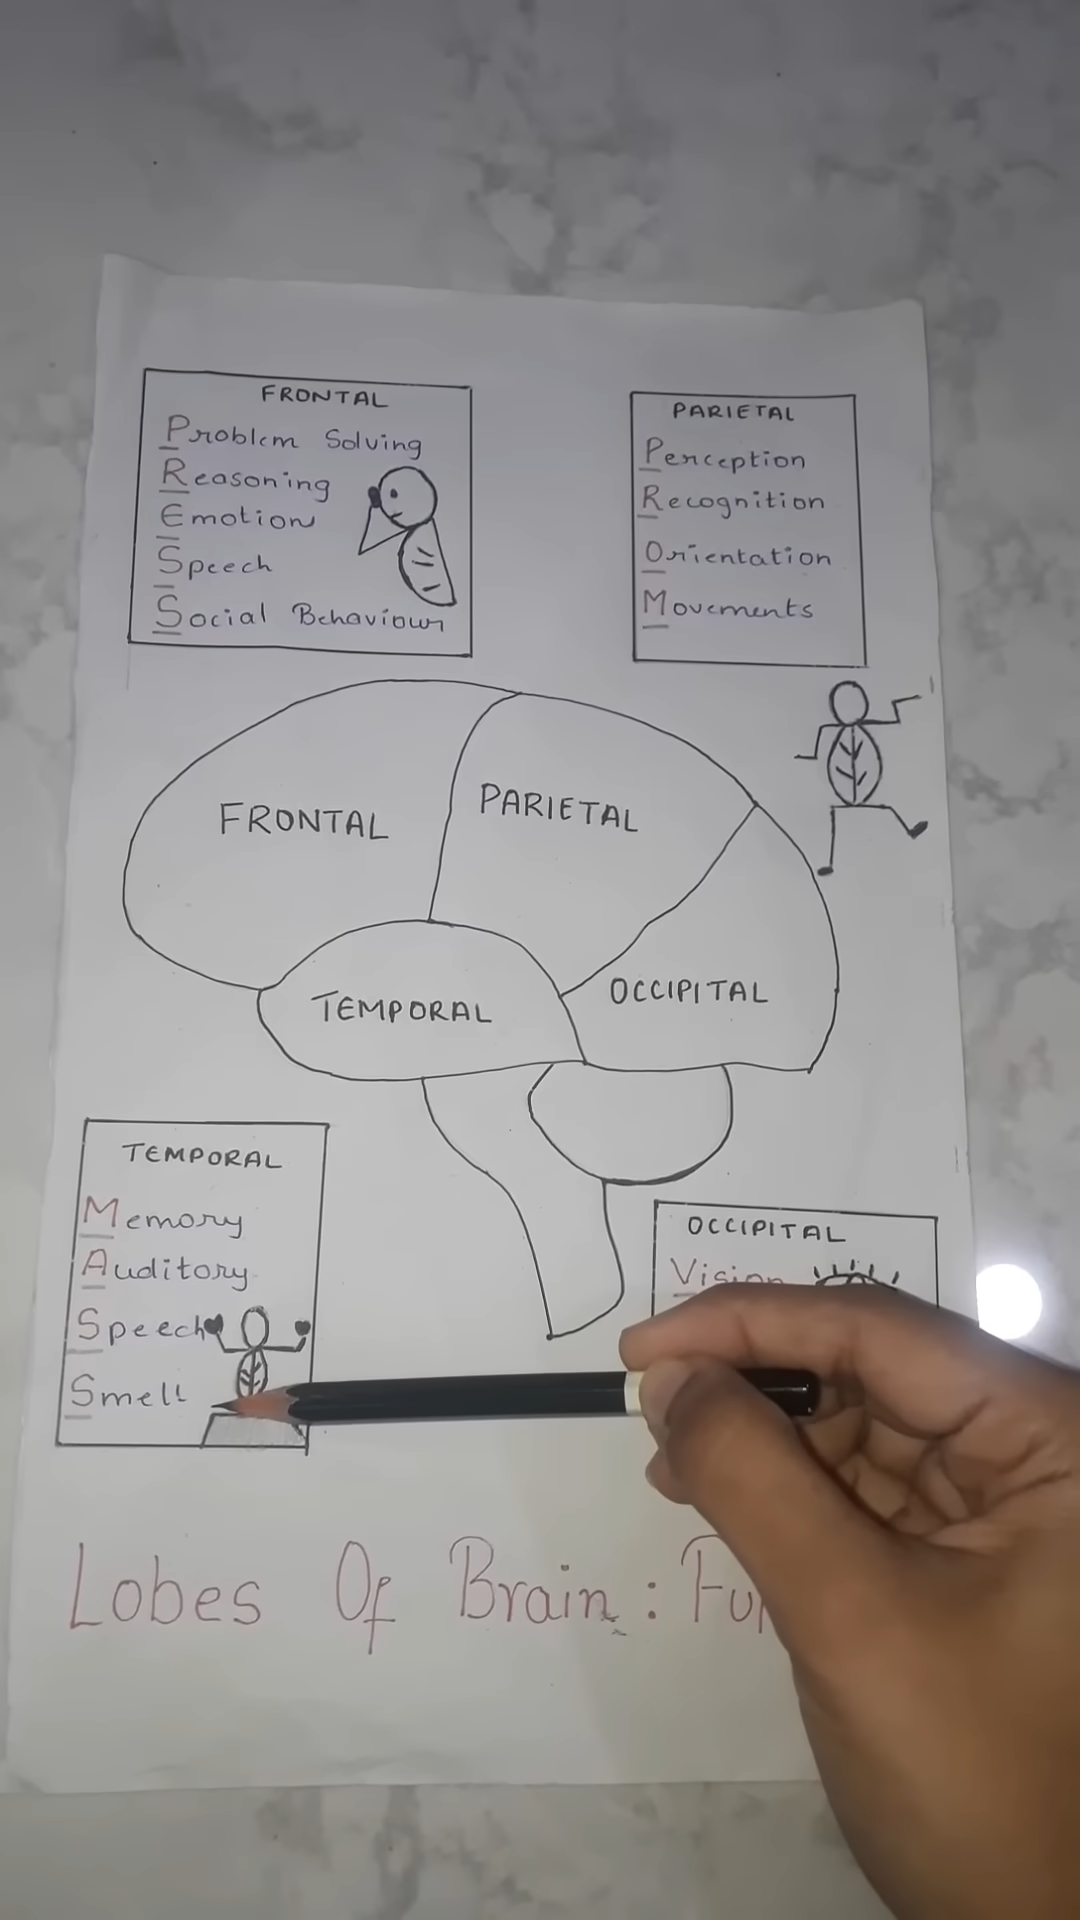 FRONTAL
Problem Solving
Reasoning
Emotion
Speech
Social Behaviour
PARIETAL
Perception
Recognition
Orientation
Movements
FRONTAL
PARIETAL
TEMPORAL
OCCIPITAL
TEMPORAL
Memory
Auditory
Speech
Smell
OCCIPITAL
Vision
Lobes Of Brain :